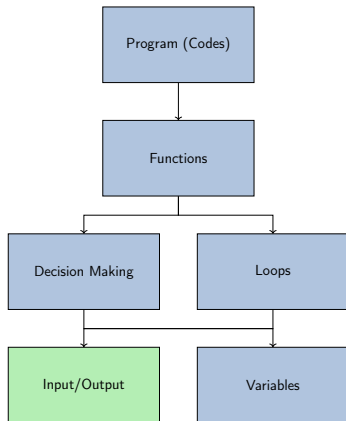 Program (Codes)
Functions
Decision Making
Loops
Input/Output
Variables